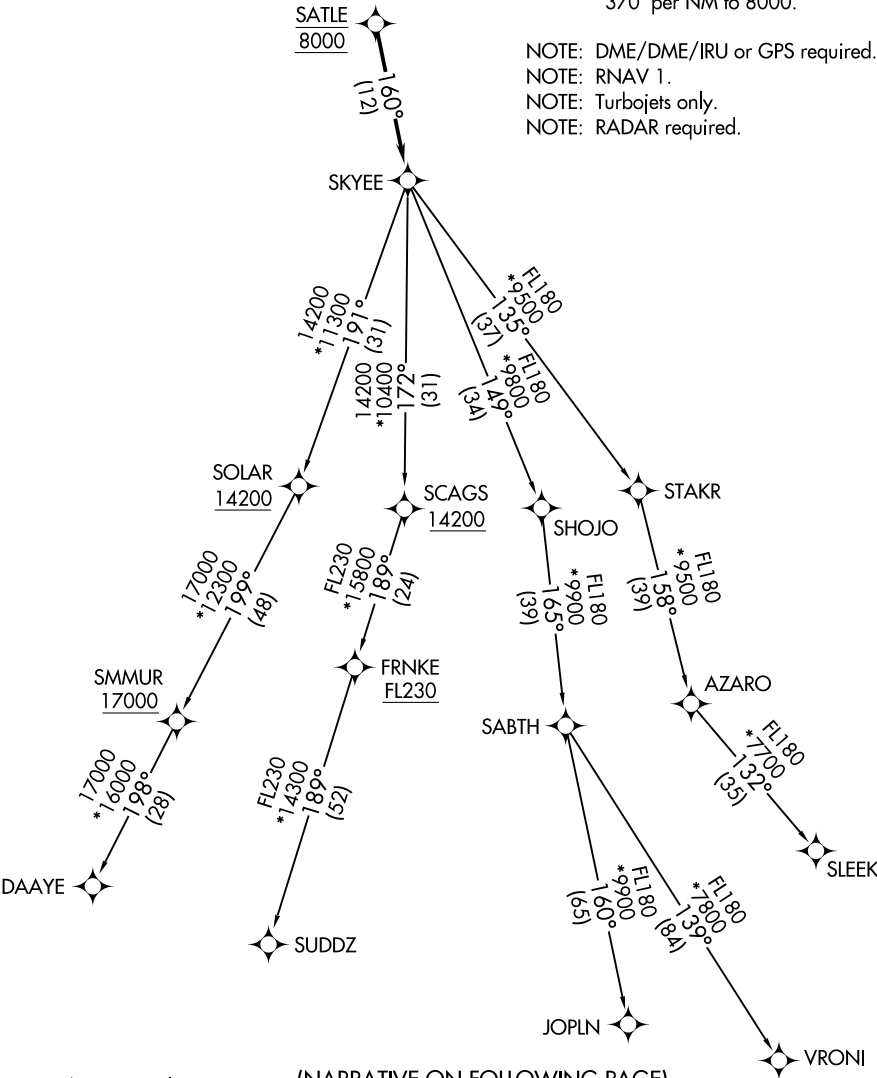 370' per NM to 8000.
SATLE
8000
NOTE: DME/DME/IRU or GPS required.
NOTE: RNAV 1.
NOTE: Turbojets only.
NOTE: RADAR required.
160°
(12)
SKYEE
14200
*11300
191°
(31)
14200
*10400
172°
(31)
FL180
*9800
149°
(34)
FL180
*9500
135°
(37)
SOLAR
14200
SCAGS
14200
SHOJO
STAKR
17000
*12300
199°
(48)
FL230
*15800
189°
(24)
FL180
*9900
165°
(39)
FL180
*9500
158°
(39)
SMMUR
17000
FRNKE
FL230
SABTH
AZARO
17000
*16000
198°
(28)
FL230
*14300
189°
(52)
FL180
*7700
132°
(35)
DAAYE
SUDDZ
SLEEK
FL180
*9900
160°
(65)
FL180
*7800
139°
(84)
JOPLN
VRONI
(NARRATIVE ON FOLLOWING PAGE)